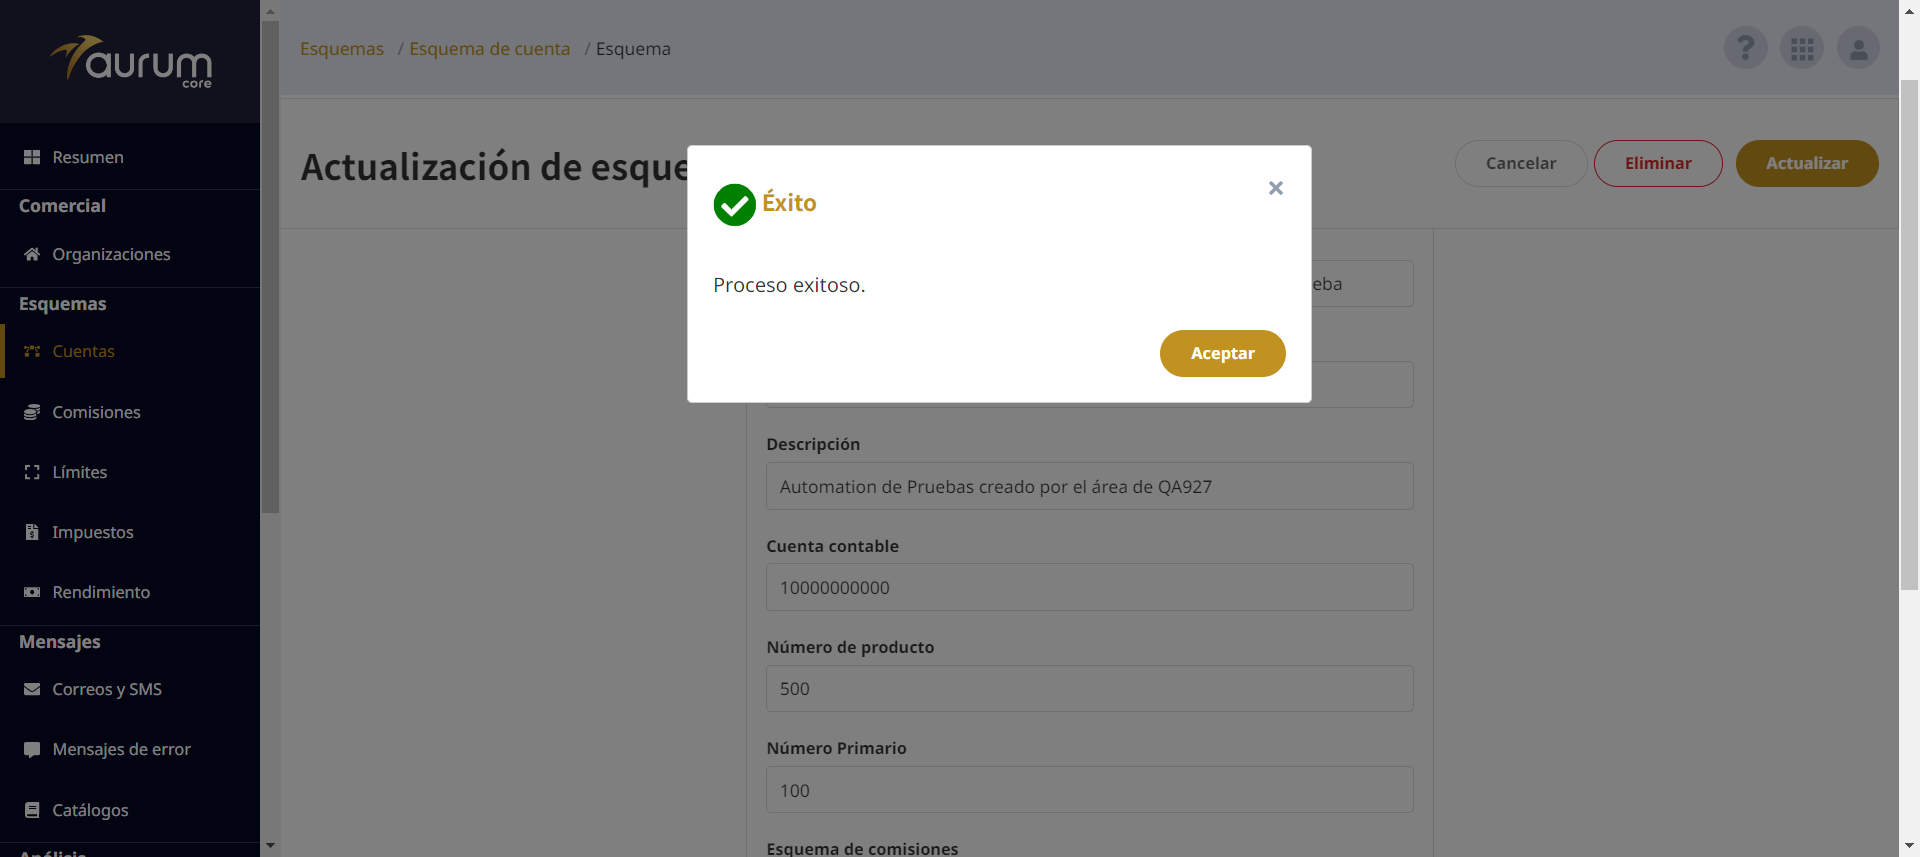 aurum
core
Resumen
Comercial
Organizaciones
Esquemas
Cuentas
Comisiones
Límites
Impuestos
Rendimiento
Mensajes
Correos y SMS
Mensajes de error
Catálogos
Análisis
Esquemas / Esquema de cuenta / Esquema
?
Actualización de esque
Cancelar
Eliminar
Actualizar
Éxito
×
Proceso exitoso.
Aceptar
eba
Descripción
Automation de Pruebas creado por el área de QA927
Cuenta contable
10000000000
Número de producto
500
Número Primario
100
Esquema de comisiones